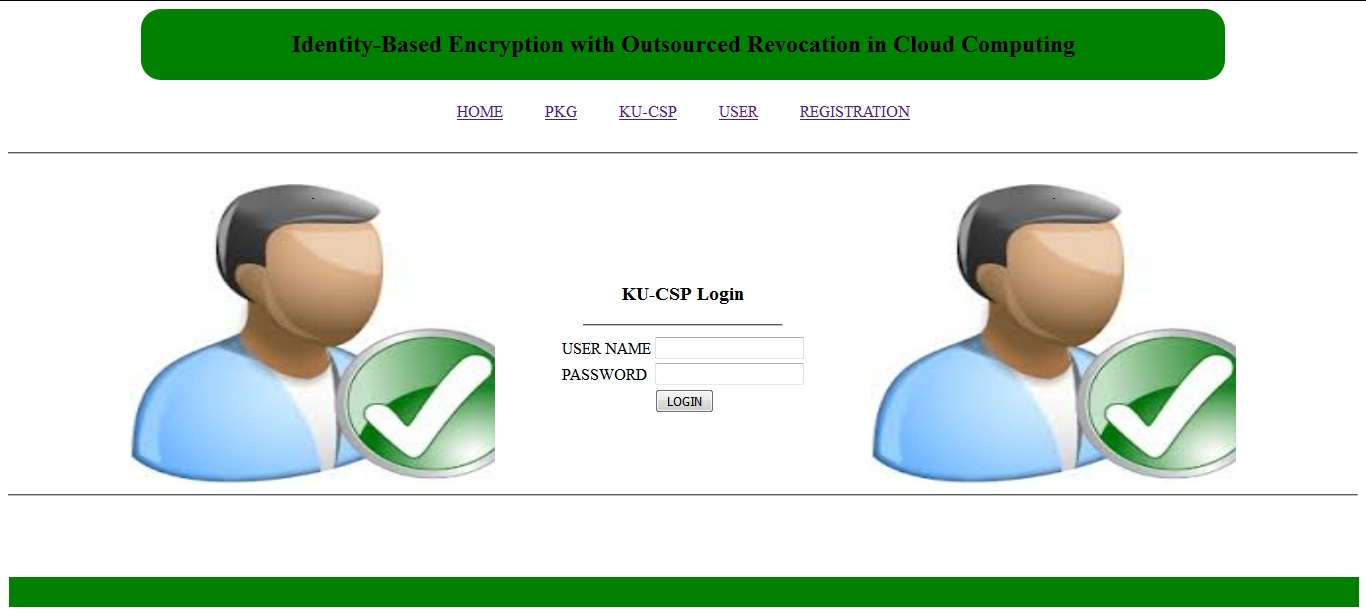 Identity-Based Encryption with Outsourced Revocation in Cloud Computing
HOME PKG KU-CSP USER REGISTRATION
KU-CSP Login
USER NAME
PASSWORD
LOGIN